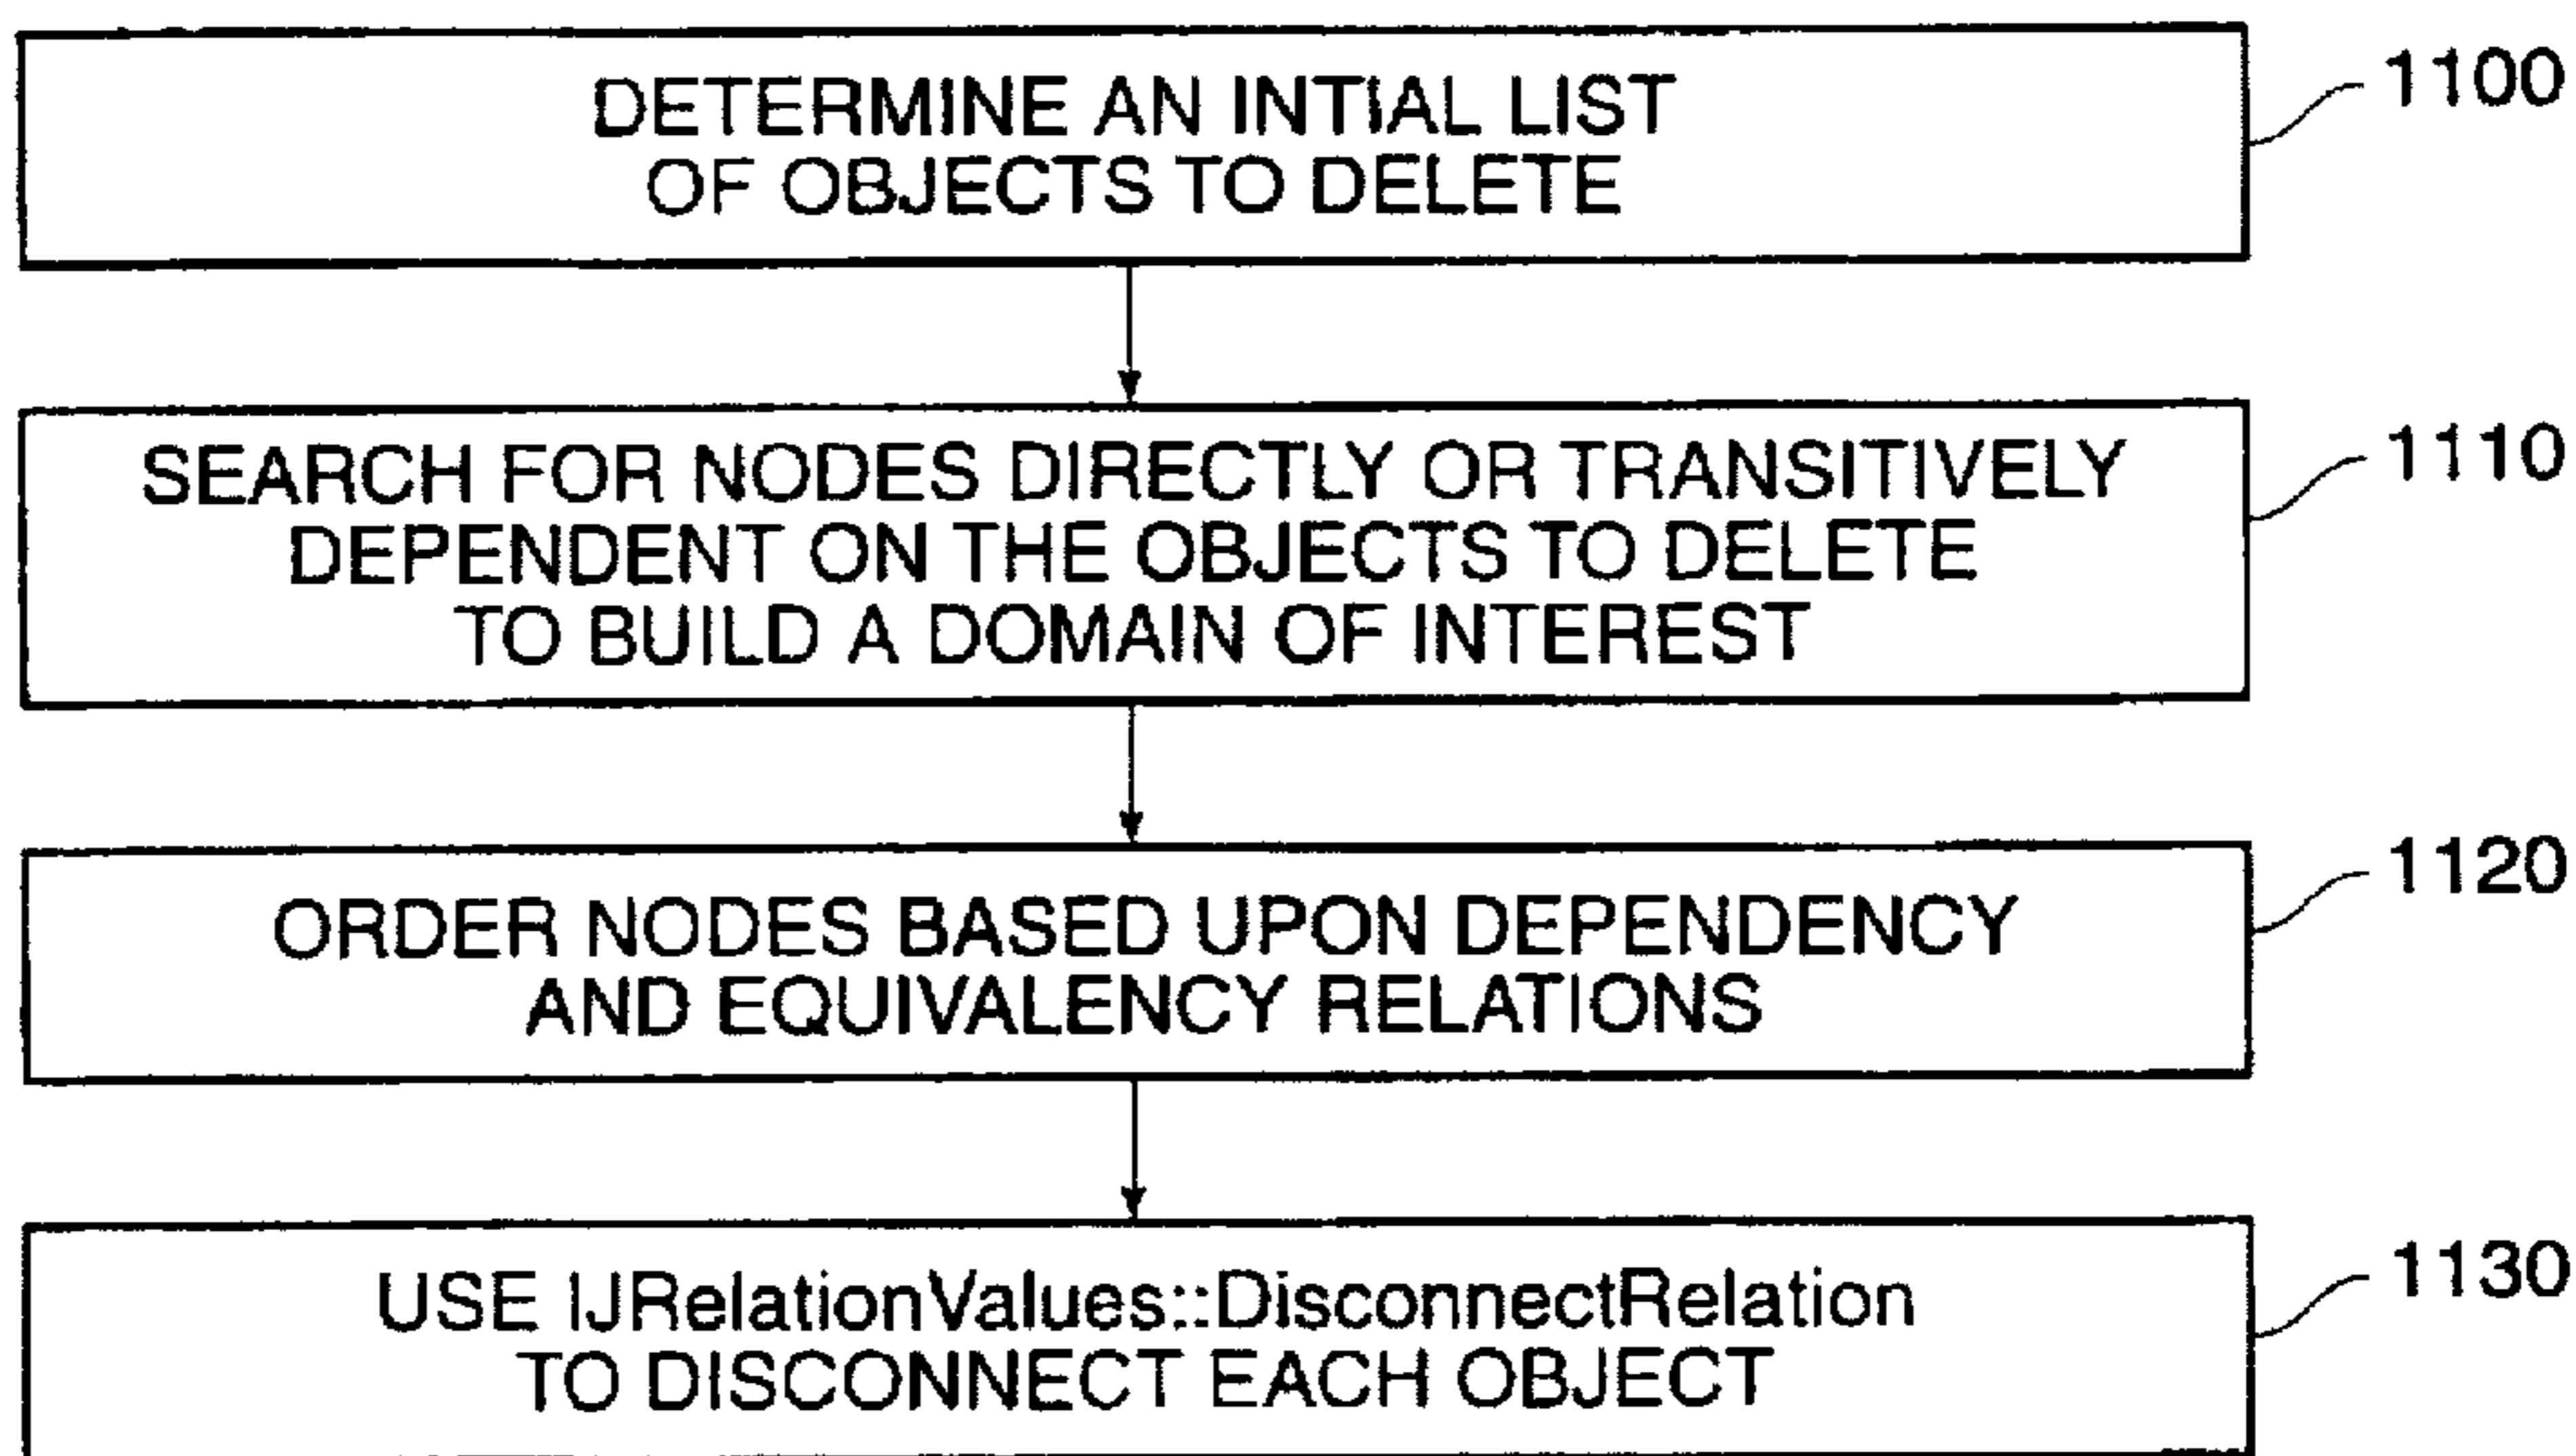 DETERMINE AN INTIAL LIST
OF OBJECTS TO DELETE
1100
SEARCH FOR NODES DIRECTLY OR TRANSITIVELY
DEPENDENT ON THE OBJECTS TO DELETE
TO BUILD A DOMAIN OF INTEREST
1110
ORDER NODES BASED UPON DEPENDENCY
AND EQUIVALENCY RELATIONS
1120
USE IJRelationValues::DisconnectRelation
TO DISCONNECT EACH OBJECT
1130